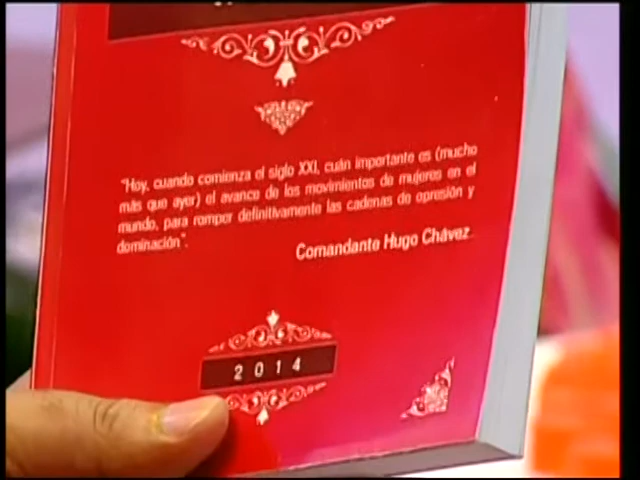 "Hoy, cuando comienza el siglo XXI, cuán importante es (mucho
más que ayer) el avance de los movimientos de mujeres en el
mundo, para romper definitivamente las cadenas de opresión y
dominación".
Comandante Hugo Chávez
2014